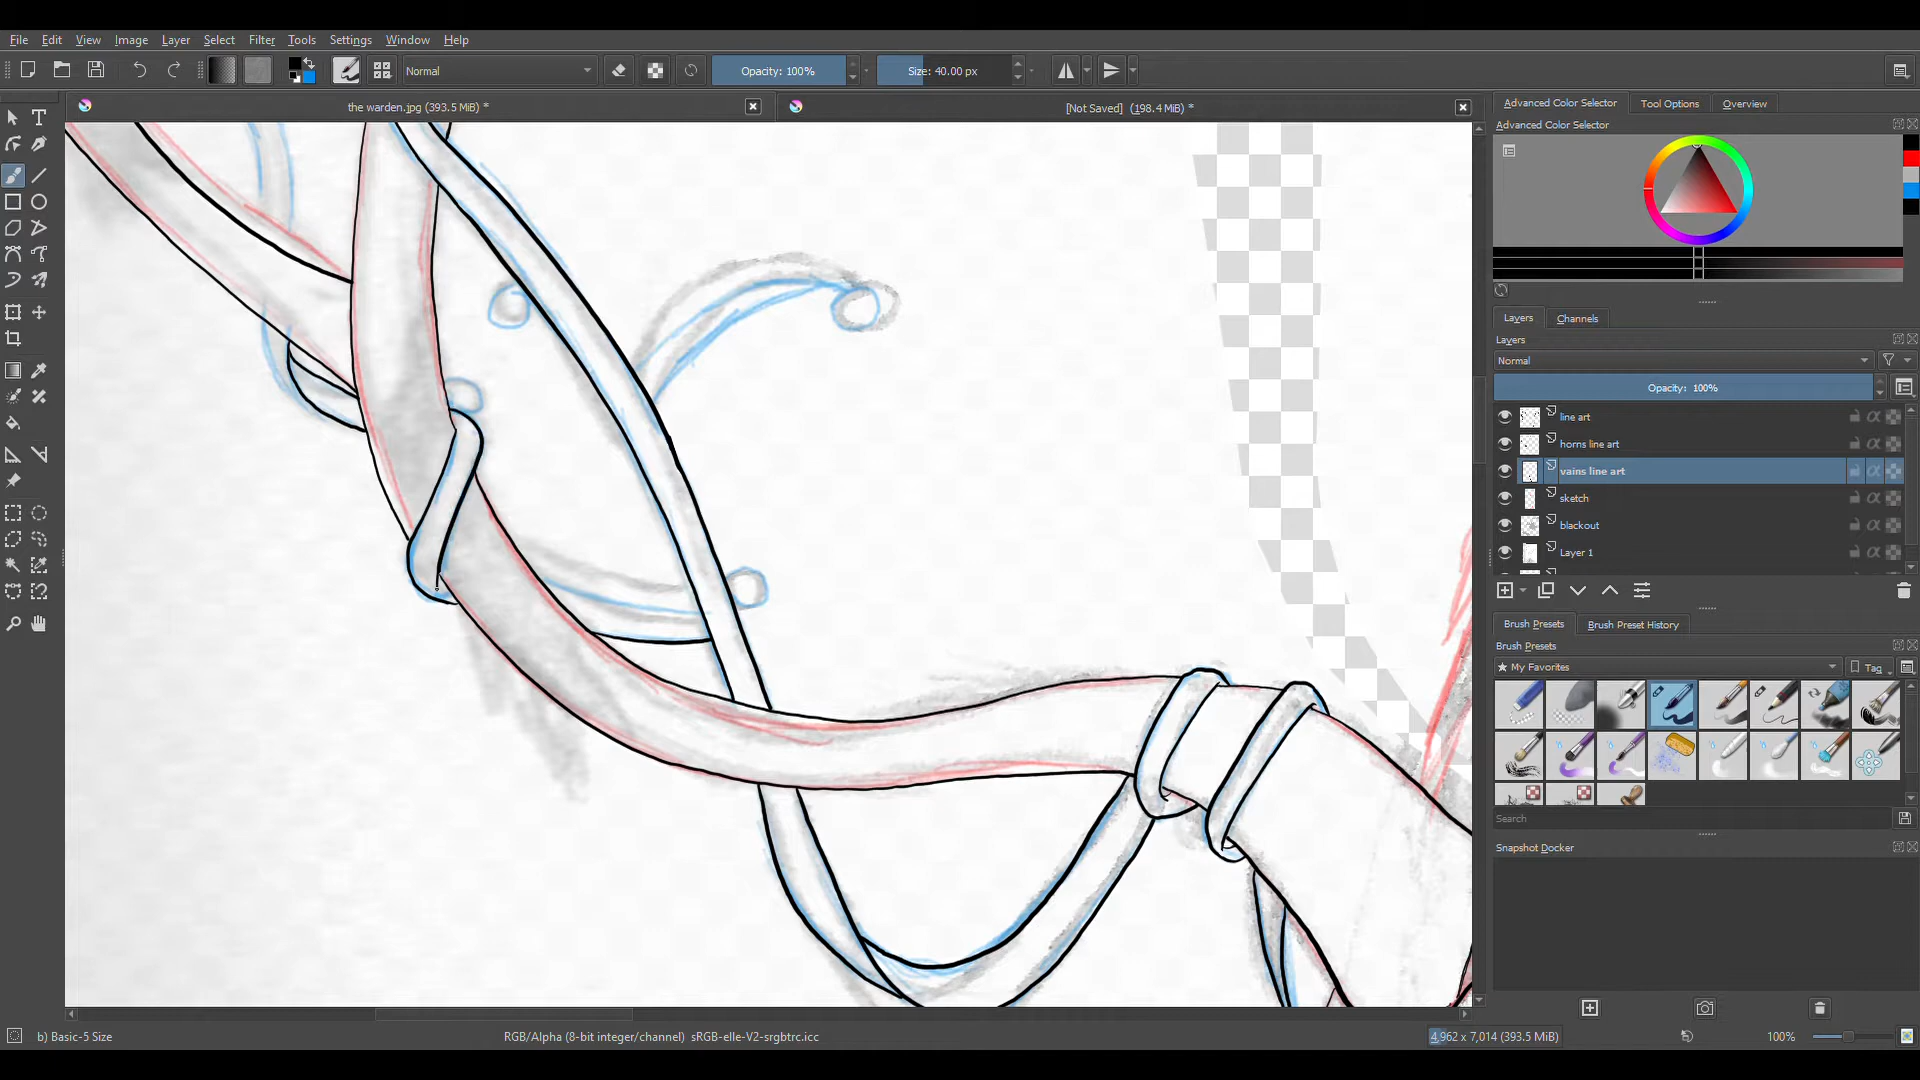 File Edit View Image Layer Select Filter Tools Settings Window Help
Normal Opacity: 100% Size: 40.00 px
the warden.jpg (393.5 MiB) * [Not Saved] (198.4 MiB) *
Advanced Color Selector Tool Options Overview
Advanced Color Selector
Layers Channels
Layers
Normal
Opacity: 100%
line art
horns line art
vains line art
sketch
blackout
Layer 1
Brush Presets Brush Preset History
Brush Presets
★ My Favorites Tag
Search
Snapshot Docker
b) Basic-5 Size RGB/Alpha (8-bit integer/channel) sRGB-elle-V2-srgbtrc.icc 4,962 x 7,014 (393.5 MiB) 100%